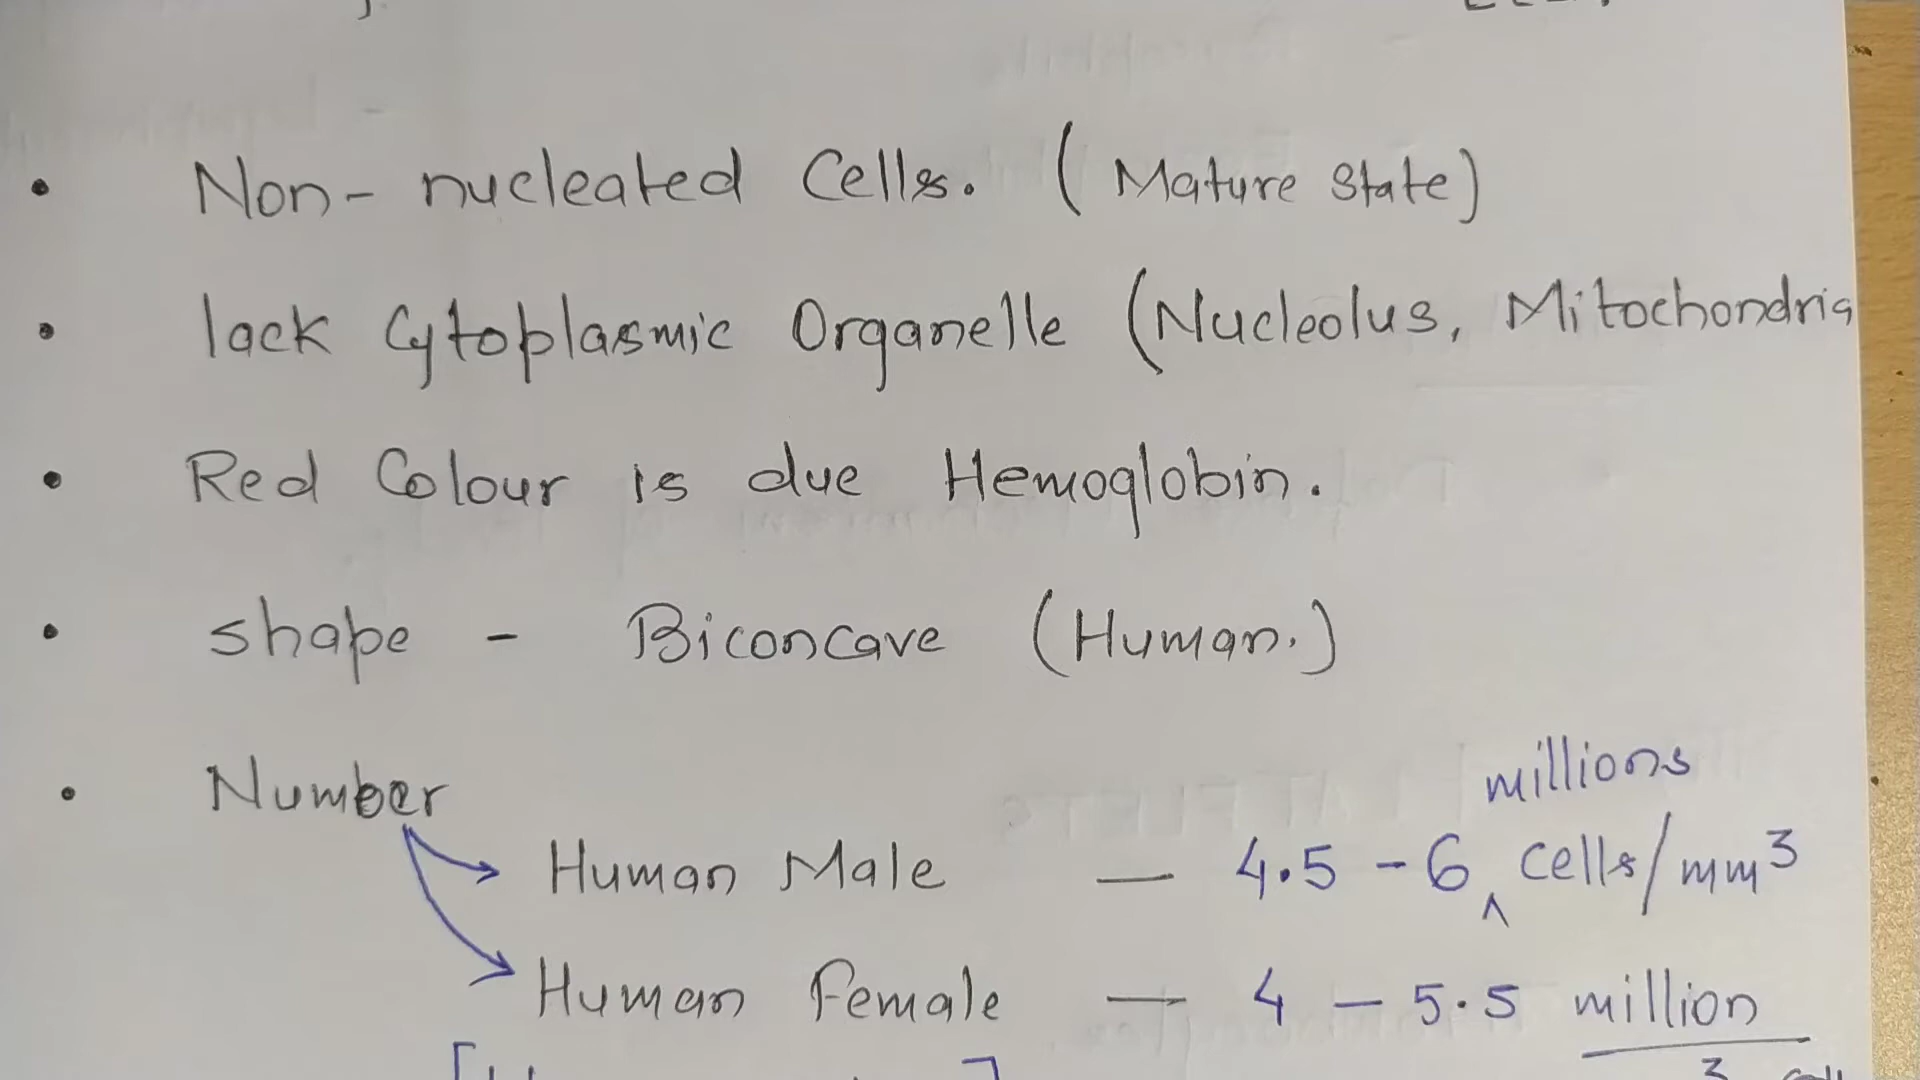 • Non-nucleated Cells. (Mature State)
• lack Cytoplasmic Organelle (Nucleolus, Mitochondria
• Red Colour is due Hemoglobin.
• shape - Biconcave (Human.)
• Number
millions
Human Male — 4.5 - 6 ^ Cells/mm³
Human Female — 4 - 5.5 million